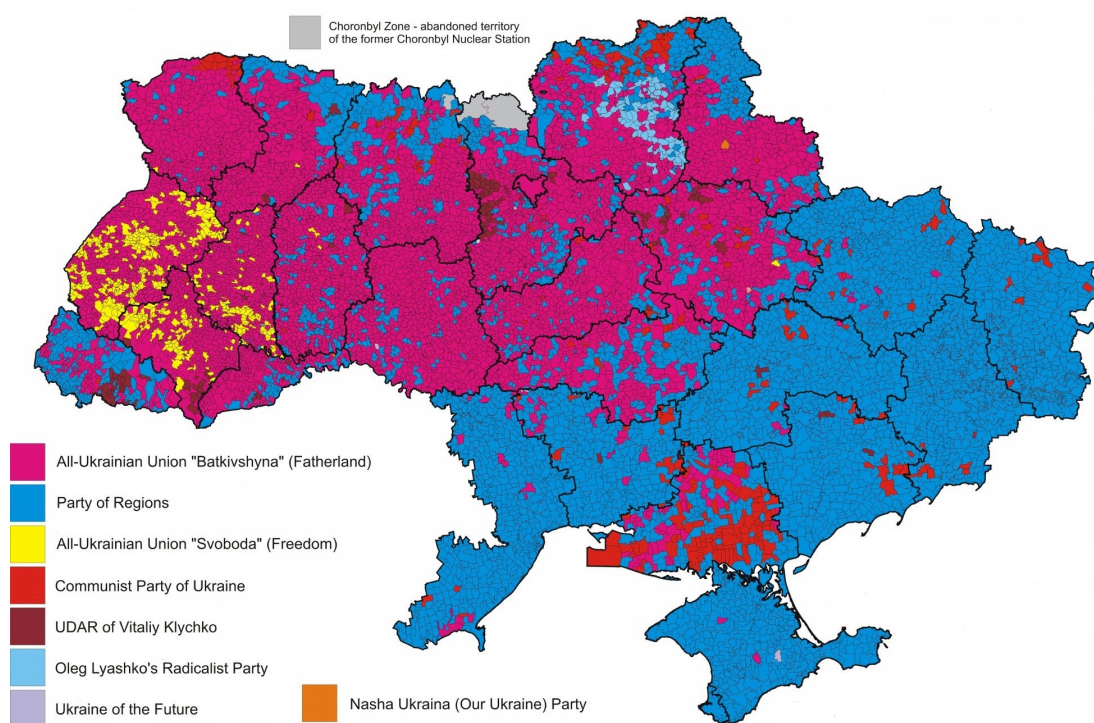 Choronbyl Zone - abandoned territory
of the former Choronbyl Nuclear Station
All-Ukrainian Union "Batkivshyna" (Fatherland)
Party of Regions
All-Ukrainian Union "Svoboda" (Freedom)
Communist Party of Ukraine
UDAR of Vitaliy Klychko
Oleg Lyashko's Radicalist Party
Ukraine of the Future
Nasha Ukraina (Our Ukraine) Party